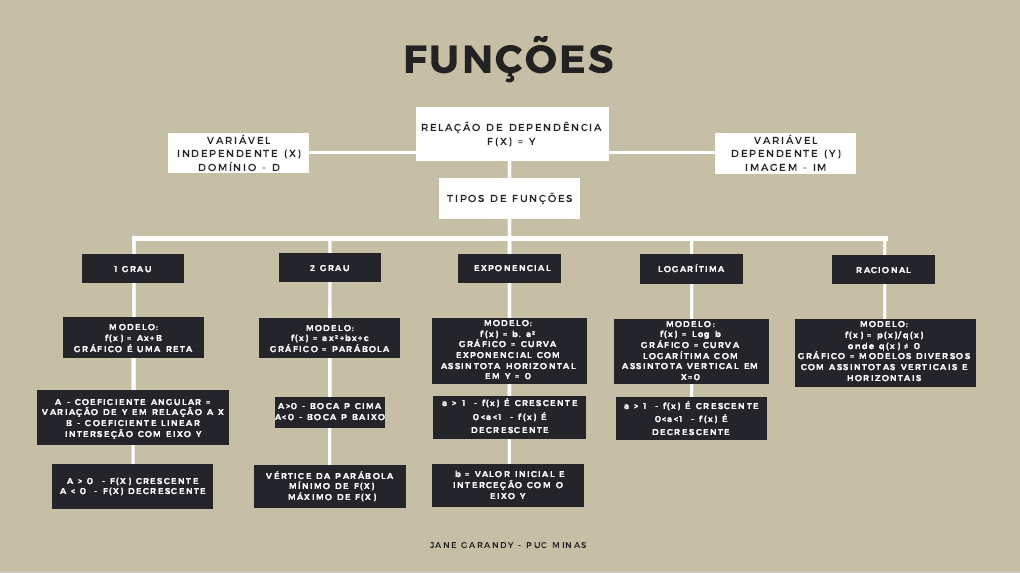 FUNÇÕES
RELAÇÃO DE DEPENDÊNCIA
F(X) = Y
VARIÁVEL
INDEPENDENTE (X)
DOMÍNIO - D
VARIÁVEL
DEPENDENTE (Y)
IMAGEM - IM
TIPOS DE FUNÇÕES
1 GRAU
2 GRAU
EXPONENCIAL
LOGARÍTIMA
RACIONAL
MODELO:
f(x) = Ax+B
GRÁFICO É UMA RETA
MODELO:
f(x) = ax²+bx+c
GRÁFICO = PARÁBOLA
MODELO:
f(x) = b. a²
GRÁFICO = CURVA
EXPONENCIAL COM
ASSINTOTA HORIZONTAL
EM Y = 0
MODELO:
f(x) = Log b
GRÁFICO = CURVA
LOGARÍTIMA COM
ASSINTOTA VERTICAL EM
X=0
MODELO:
f(x) = p(x)/q(x)
onde q(x) ≠ 0
GRÁFICO = MODELOS DIVERSOS
COM ASSINTOTAS VERTICAIS E
HORIZONTAIS
A - COEFICIENTE ANGULAR =
VARIAÇÃO DE Y EM RELAÇÃO A X
B - COEFICIENTE LINEAR
INTERSEÇÃO COM EIXO Y
A>0 - BOCA P CIMA
A<0 - BOCA P BAIXO
a > 1 - f(x) É CRESCENTE
0<a<1 - f(x) É
DECRESCENTE
a > 1 - f(x) É CRESCENTE
0<a<1 - f(x) É
DECRESCENTE
A > 0 - F(X) CRESCENTE
A < 0 - F(X) DECRESCENTE
VÉRTICE DA PARÁBOLA
MÍNIMO DE F(X)
MÁXIMO DE F(X)
b = VALOR INICIAL E
INTERCEÇÃO COM O
EIXO Y
JANE GARANDY - PUC MINAS